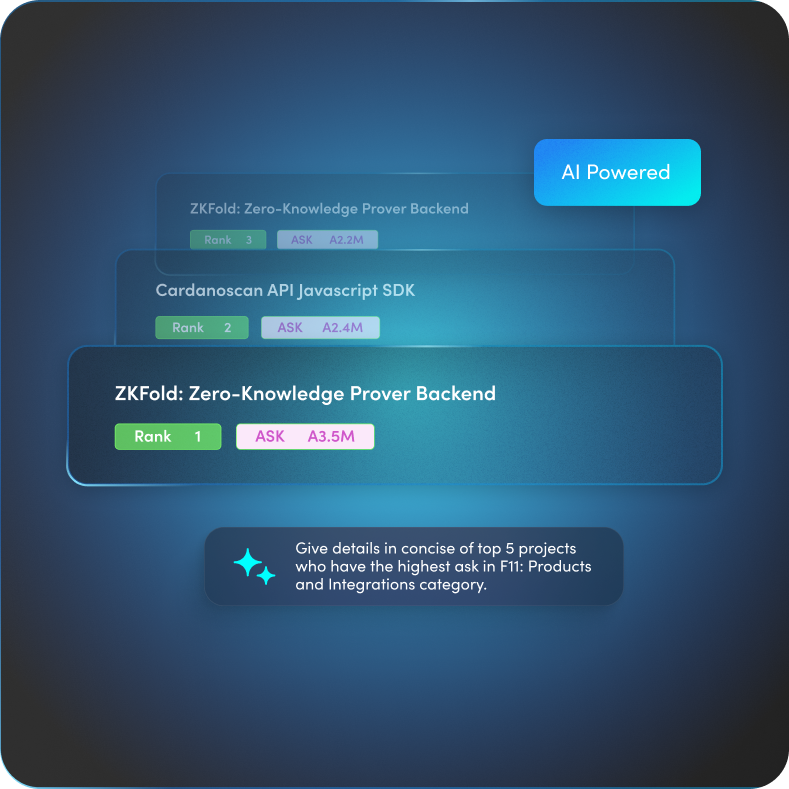 AI Powered
ZKFold: Zero-Knowledge Prover Backend
Rank 3 ASK A2.2M
Cardanoscan API Javascript SDK
Rank 2 ASK A2.4M
ZKFold: Zero-Knowledge Prover Backend
Rank 1 ASK A3.5M
Give details in concise of top 5 projects
who have the highest ask in F11: Products
and Integrations category.